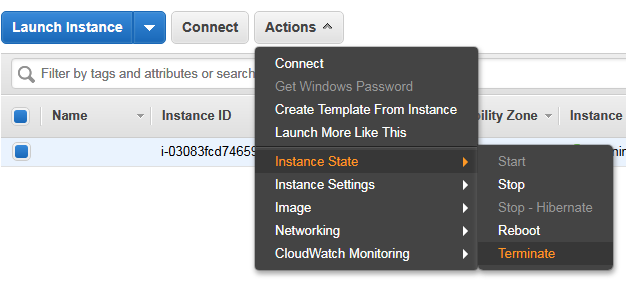 Launch Instance Connect Actions
Filter by tags and attributes or search
Name Instance ID bility Zone Instance
i-03083fcd7465
Connect
Get Windows Password
Create Template From Instance
Launch More Like This
Instance State
Instance Settings
Image
Networking
CloudWatch Monitoring
Start
Stop
Stop - Hibernate
Reboot
Terminate